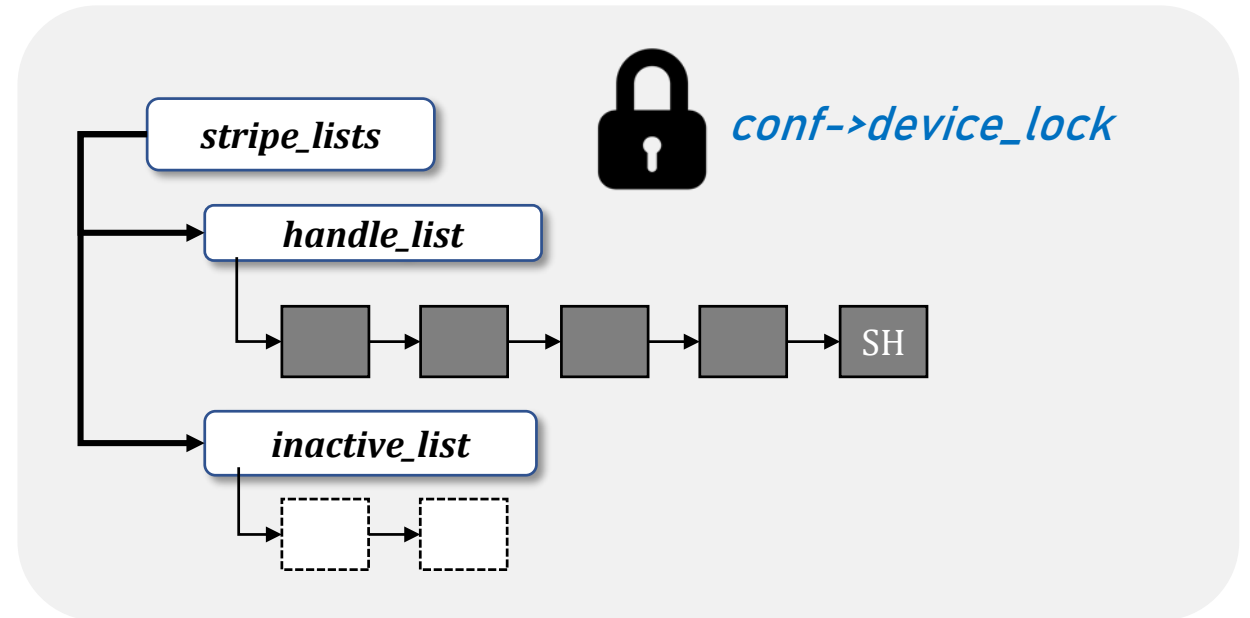 stripe_lists
conf->device_lock
handle_list
SH
inactive_list